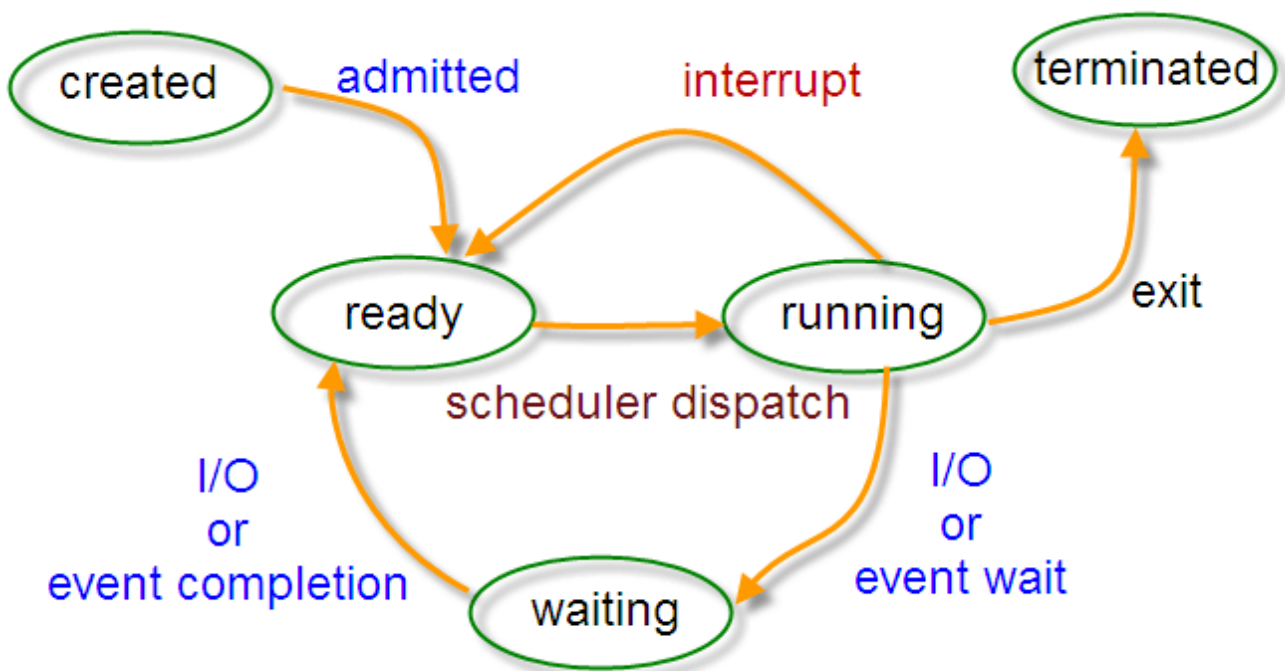 created
admitted
interrupt
terminated
ready
running
exit
scheduler dispatch
I/O
or
event completion
I/O
or
event wait
waiting